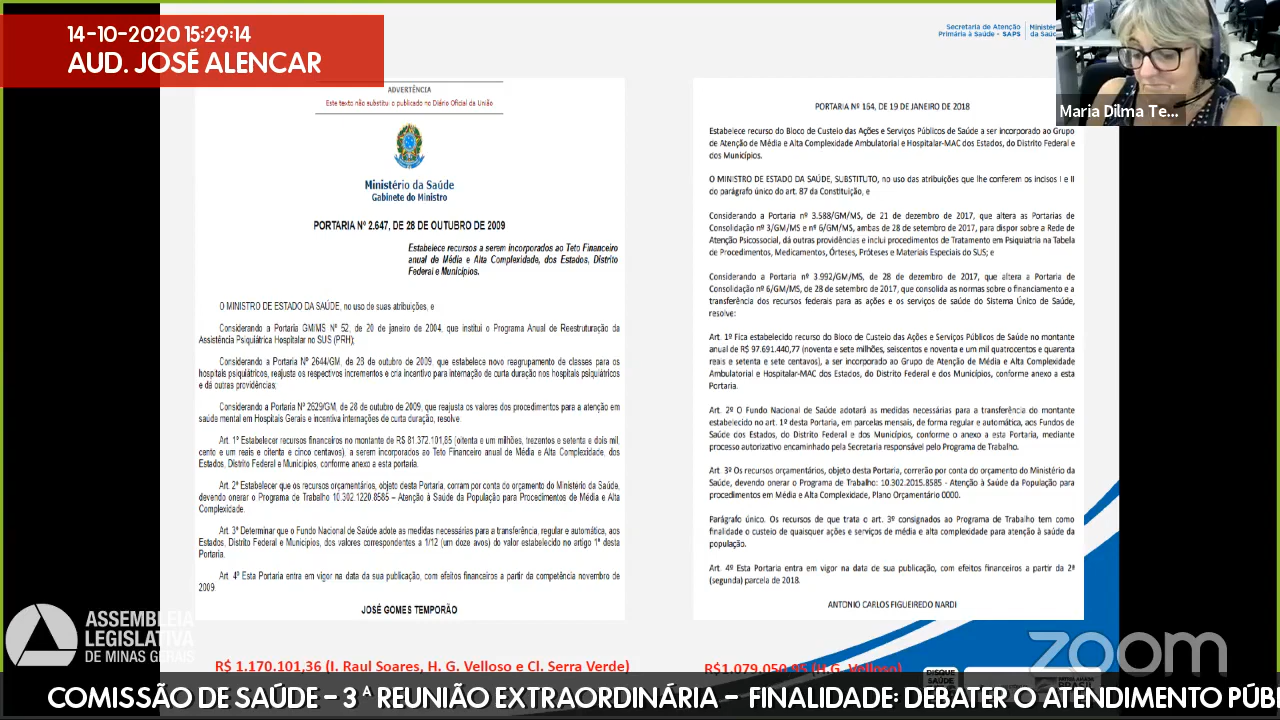 14-10-2020 15:29:14
AUD. JOSÉ ALENCAR
Secretaria de Atenção
Primária à Saúde - SAPS
Ministér
da Saú
Maria Dilma Te...
ADVERTÊNCIA
Este texto não substitui o publicado no Diário Oficial da União
Ministério da Saúde
Gabinete do Ministro
PORTARIA Nº 2.647, DE 28 DE OUTUBRO DE 2009
Estabelece recursos a serem incorporados ao Teto Financeiro
anual de Média e Alta Complexidade, dos Estados, Distrito
Federal e Municípios.
O MINISTRO DE ESTADO DA SAÚDE, no uso de suas atribuições, e
Considerando a Portaria GM/MS Nº 52, de 20 de janeiro de 2004, que institui o Programa Anual de Reestruturação da
Assistência Psiquiátrica Hospitalar no SUS (PRH);
Considerando a Portaria Nº 2644/GM, de 28 de outubro de 2009, que estabelece novo reagrupamento de classes para os
hospitais psiquiátricos, reajusta os respectivos incrementos e cria incentivo para internação de curta duração nos hospitais psiquiátricos
e dá outras providências;
Considerando a Portaria Nº 2629/GM, de 28 de outubro de 2009, que reajusta os valores dos procedimentos para a atenção em
saúde mental em Hospitais Gerais e incentiva internações de curta duração, resolve:
Art. 1º Estabelecer recursos financeiros no montante de R$ 81.372.101,85 (oitenta e um milhões, trezentos e setenta e dois mil,
cento e um reais e oitenta e cinco centavos), a serem incorporados ao Teto Financeiro anual de Média e Alta Complexidade, dos
Estados, Distrito Federal e Municípios, conforme anexo a esta portaria.
Art. 2º Estabelecer que os recursos orçamentários, objeto desta Portaria, corram por conta do orçamento do Ministério da Saúde,
devendo onerar o Programa de Trabalho 10.302.1220.8585 – Atenção à Saúde da População para Procedimentos de Média e Alta
Complexidade.
Art. 3º Determinar que o Fundo Nacional de Saúde adote as medidas necessárias para a transferência, regular e automática, aos
Estados, Distrito Federal e Municípios, dos valores correspondentes a 1/12 (um doze avos) do valor estabelecido no artigo 1º desta
Portaria.
Art. 4º Esta Portaria entra em vigor na data da sua publicação, com efeitos financeiros a partir da competência novembro de
2009.
JOSÉ GOMES TEMPORÃO
R$ 1.170.101,36 (I. Raul Soares, H. G. Velloso e Cl. Serra Verde)
PORTARIA Nº 164, DE 19 DE JANEIRO DE 2018
Estabelece recurso do Bloco de Custeio das Ações e Serviços Públicos de Saúde a ser incorporado ao Grupo
de Atenção de Média e Alta Complexidade Ambulatorial e Hospitalar-MAC dos Estados, do Distrito Federal e
dos Municípios.
O MINISTRO DE ESTADO DA SAÚDE, SUBSTITUTO, no uso das atribuições que lhe conferem os incisos I e II
do parágrafo único do art. 87 da Constituição, e
Considerando a Portaria nº 3.588/GM/MS, de 21 de dezembro de 2017, que altera as Portarias de
Consolidação nº 3/GM/MS e nº 6/GM/MS, ambas de 28 de setembro de 2017, para dispor sobre a Rede de
Atenção Psicossocial, dá outras providências e inclui procedimentos de Tratamento em Psiquiatria na Tabela
de Procedimentos, Medicamentos, Órteses, Próteses e Materiais Especiais do SUS; e
Considerando a Portaria nº 3.992/GM/MS, de 28 de dezembro de 2017, que altera a Portaria de
Consolidação nº 6/GM/MS, de 28 de setembro de 2017, que consolida as normas sobre o financiamento e a
transferência dos recursos federais para as ações e os serviços de saúde do Sistema Único de Saúde,
resolve:
Art. 1º Fica estabelecido recurso do Bloco de Custeio das Ações e Serviços Públicos de Saúde no montante
anual de R$ 97.691.440,77 (noventa e sete milhões, seiscentos e noventa e um mil quatrocentos e quarenta
reais e setenta e sete centavos), a ser incorporado ao Grupo de Atenção de Média e Alta Complexidade
Ambulatorial e Hospitalar-MAC dos Estados, do Distrito Federal e dos Municípios, conforme anexo a esta
Portaria.
Art. 2º O Fundo Nacional de Saúde adotará as medidas necessárias para a transferência do montante
estabelecido no art. 1º desta Portaria, em parcelas mensais, de forma regular e automática, aos Fundos de
Saúde dos Estados, do Distrito Federal e dos Municípios, conforme o anexo a esta Portaria, mediante
processo autorizativo encaminhado pela Secretaria responsável pelo Programa de Trabalho.
Art. 3º Os recursos orçamentários, objeto desta Portaria, correrão por conta do orçamento do Ministério da
Saúde, devendo onerar o Programa de Trabalho: 10.302.2015.8585 - Atenção à Saúde da População para
procedimentos em Média e Alta Complexidade, Plano Orçamentário 0000.
Parágrafo único. Os recursos de que trata o art. 3º consignados ao Programa de Trabalho tem como
finalidade o custeio de quaisquer ações e serviços de média e alta complexidade para atenção à saúde da
população.
Art. 4º Esta Portaria entra em vigor na data de sua publicação, com efeitos financeiros a partir da 2ª
(segunda) parcela de 2018.
ANTONIO CARLOS FIGUEIREDO NARDI
R$1.079.050,95 (H.G. Velloso)
DISQUE
SAÚDE
BRASIL
ASSEMBLEIA
LEGISLATIVA
DE MINAS GERAIS
zoom
COMISSÃO DE SAÚDE – 3ª REUNIÃO EXTRAORDINÁRIA – FINALIDADE: DEBATER O ATENDIMENTO PÚB